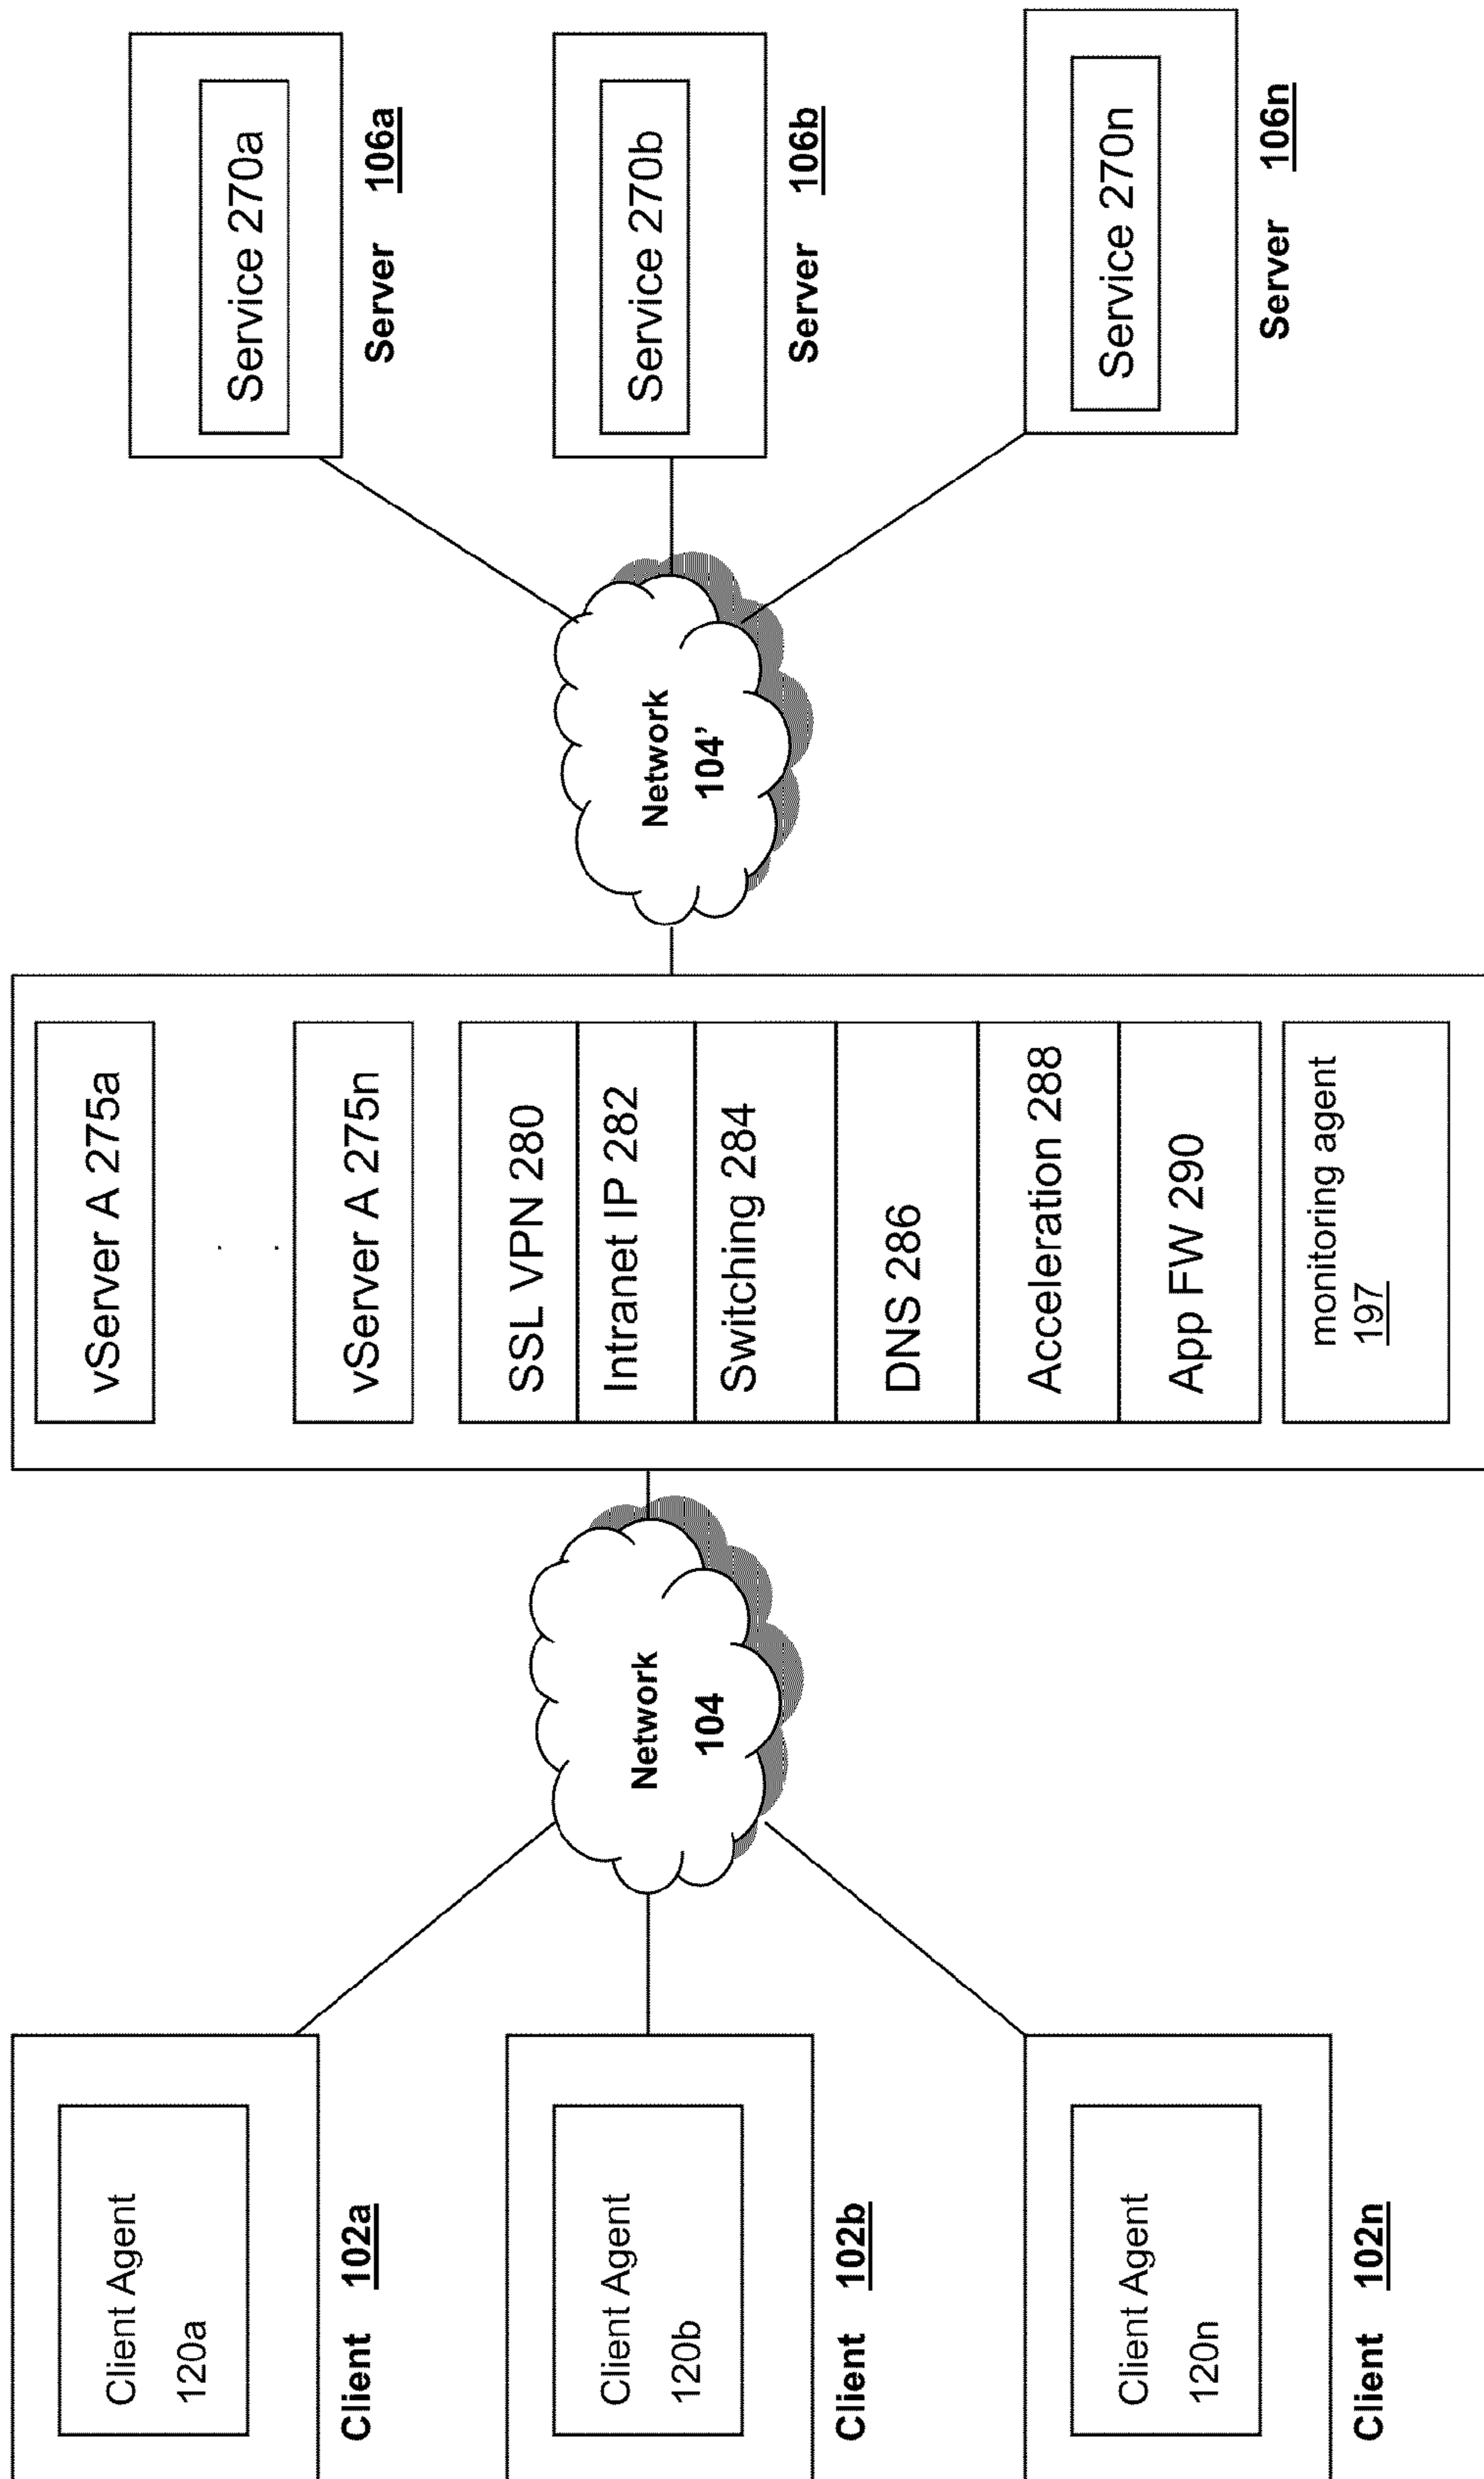 Client Agent
120a
Client 102a
Client Agent
120b
Client 102b
Client Agent
120n
Client 102n
Network
104
vServer A 275a
vServer A 275n
SSL VPN 280
Intranet IP 282
Switching 284
DNS 286
Acceleration 288
App FW 290
monitoring agent
197
Network
104’
Service 270a
Server 106a
Service 270b
Server 106b
Service 270n
Server 106n